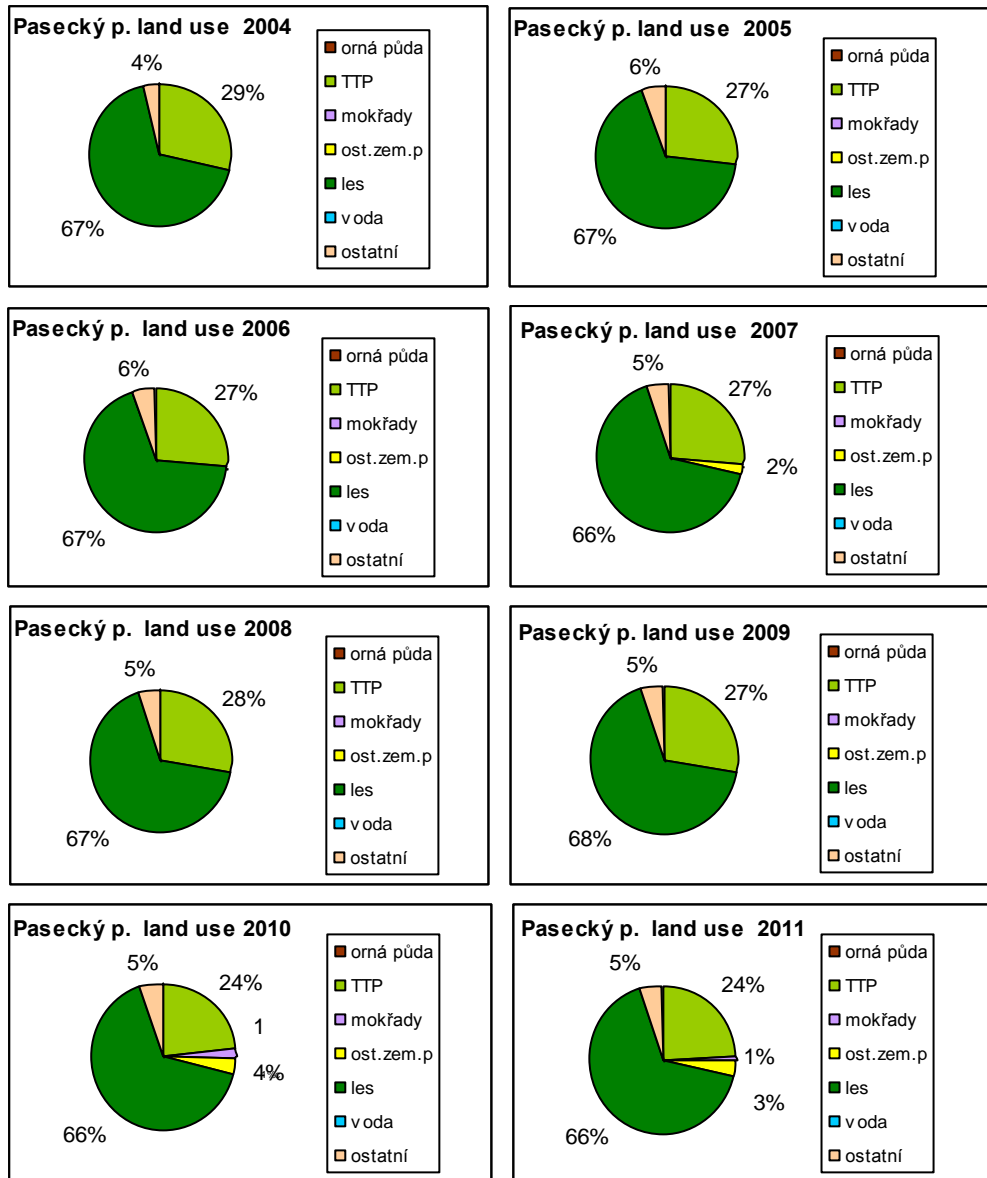 Pasecký p. land use 2004
4%
29%
67%
orná půda
TTP
mokřady
ost.zem.p
les
voda
ostatní
Pasecký p. land use 2005
6%
27%
67%
orná půda
TTP
mokřady
ost.zem.p
les
voda
ostatní
Pasecký p. land use 2006
6%
27%
67%
orná půda
TTP
mokřady
ost.zem.p
les
voda
ostatní
Pasecký p. land use 2007
5%
27%
2%
66%
orná půda
TTP
mokřady
ost.zem.p
les
voda
ostatní
Pasecký p. land use 2008
5%
28%
67%
orná půda
TTP
mokřady
ost.zem.p
les
voda
ostatní
Pasecký p. land use 2009
5%
27%
68%
orná půda
TTP
mokřady
ost.zem.p
les
voda
ostatní
Pasecký p. land use 2010
5%
24%
1
4%
66%
orná půda
TTP
mokřady
ost.zem.p
les
voda
ostatní
Pasecký p. land use 2011
5%
24%
1%
3%
66%
orná půda
TTP
mokřady
ost.zem.p
les
voda
ostatní